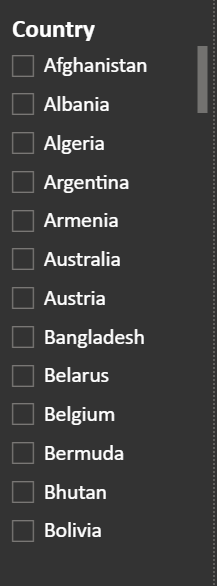 Country
Afghanistan
Albania
Algeria
Argentina
Armenia
Australia
Austria
Bangladesh
Belarus
Belgium
Bermuda
Bhutan
Bolivia